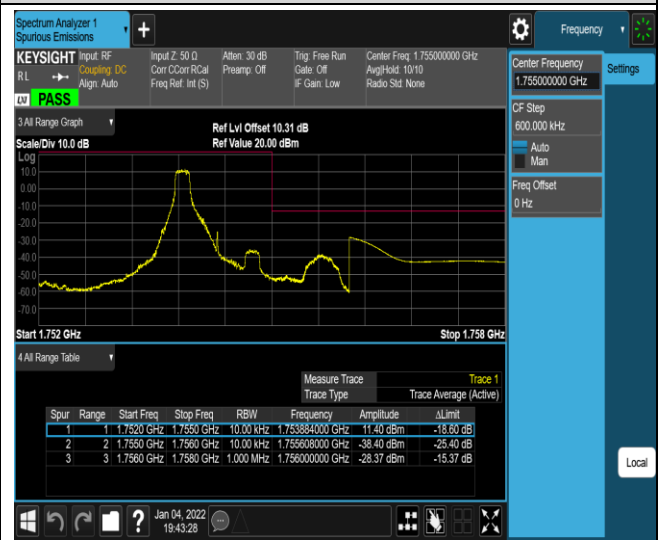 Spectrum Analyzer 1
Spurious Emissions
Frequency
KEYSIGHT Input: RF Input Z: 50 Ω Atten: 30 dB Trig: Free Run Center Freq: 1.755000000 GHz
RL Coupling: DC Corr CCorr RCal Preamp: Off Gate: Off Avg|Hold: 10/10
Align: Auto Freq Ref: Int (S) IF Gain: Low Radio Std: None
LXI PASS
Center Frequency
1.755000000 GHz
Settings
CF Step
600.000 kHz
Auto
Man
Freq Offset
0 Hz
3 All Range Graph
Ref Lvl Offset 10.31 dB
Scale/Div 10.0 dB Ref Value 20.00 dBm
Log
10.0
0.00
-10.0
-20.0
-30.0
-40.0
-50.0
-60.0
-70.0
Start 1.752 GHz Stop 1.758 GHz
4 All Range Table
Measure Trace Trace 1
Trace Type Trace Average (Active)
Spur Range Start Freq Stop Freq RBW Frequency Amplitude ΔLimit
1 1 1.7520 GHz 1.7550 GHz 10.00 kHz 1.753884000 GHz 11.40 dBm -18.60 dB
2 2 1.7550 GHz 1.7560 GHz 10.00 kHz 1.755608000 GHz -38.40 dBm -25.40 dB
3 3 1.7560 GHz 1.7580 GHz 1.000 MHz 1.756000000 GHz -28.37 dBm -15.37 dB
Local
Jan 04, 2022
19:43:28